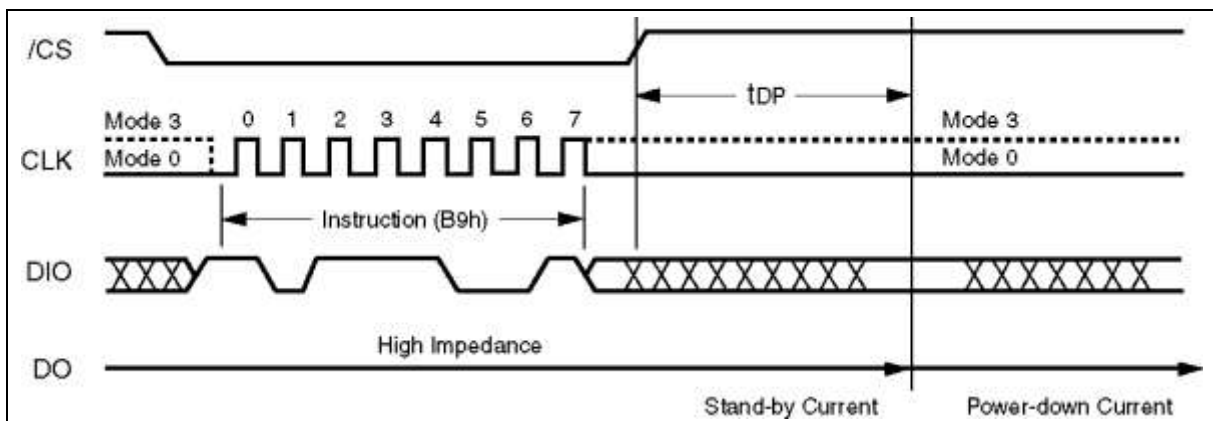 /CS
tDP
Mode 3 0 1 2 3 4 5 6 7 Mode 3
CLK Mode 0 Mode 0
Instruction (B9h)
DIO
High Impedance
DO
Stand-by Current Power-down Current